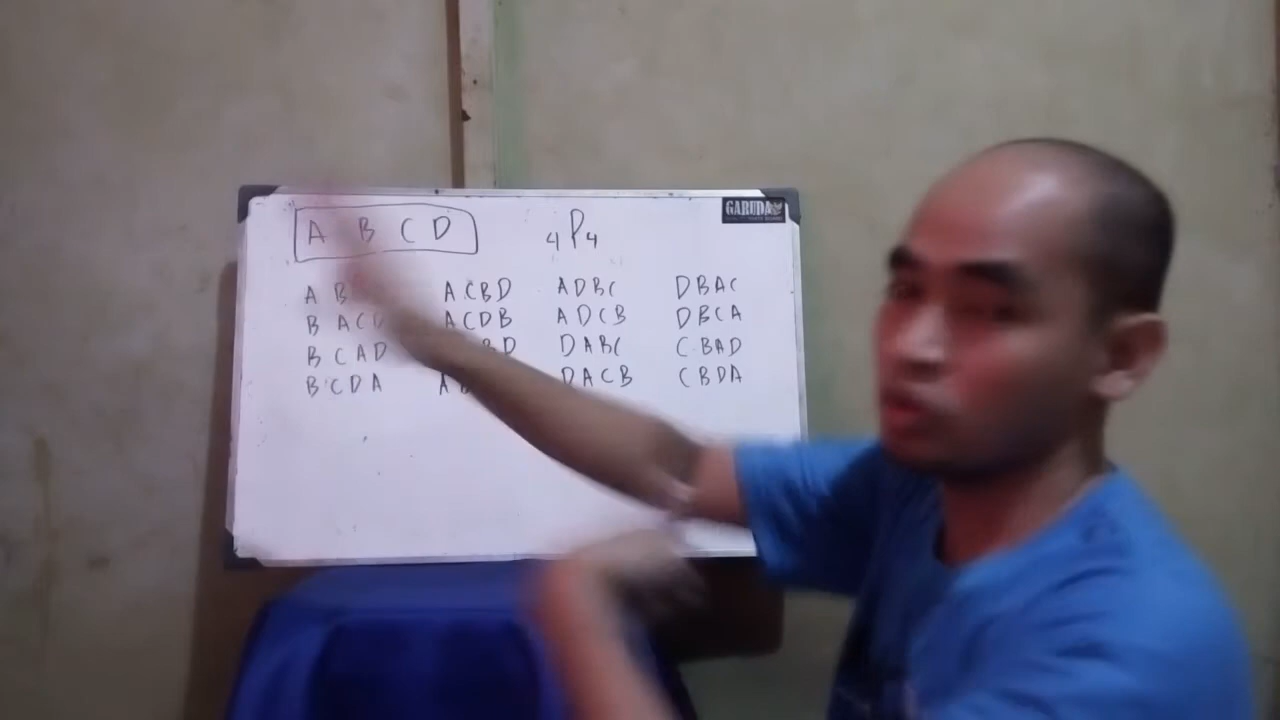 A B C D
₄P₄
GARUDA
A B
A C B D
A D B C
D B A C
B A C D
A C D B
A D C B
D B C A
B C A D
B D
D A B C
C B A D
B C D A
A B
D A C B
C B D A